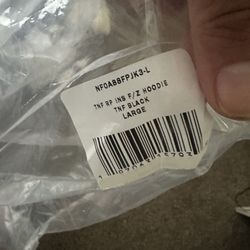 NF0A88FPJK3-L
TNF RP INS F/Z HOODIE
TNF BLACK
LARGE